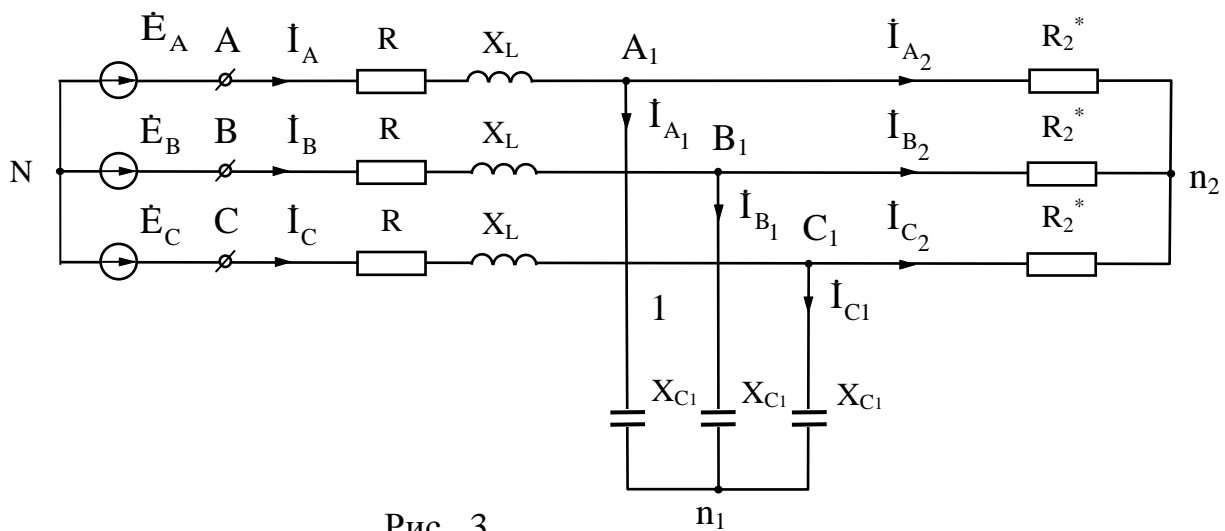 Ė_A A İ_A R X_L A₁ İ_A₂ R₂*
İ_A₁
Ė_B B İ_B R X_L B₁ İ_B₂ R₂*
N n₂
İ_B₁
Ė_C C İ_C R X_L C₁ İ_C₂ R₂*
1 İ_C1
X_C1 X_C1 X_C1
n₁
Рис. 3